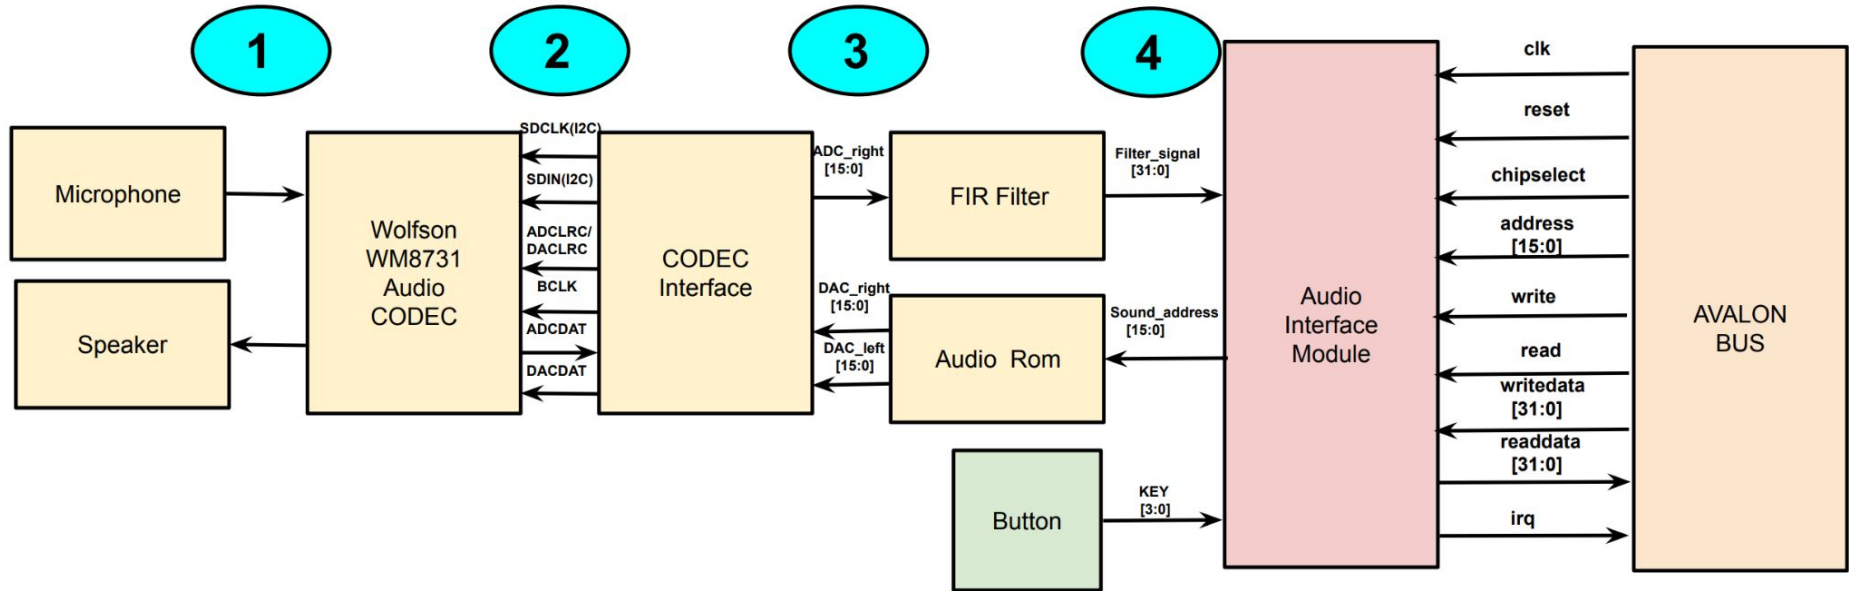 1
2
3
4
Microphone
Speaker
Wolfson
WM8731
Audio
CODEC
SDCLK(I2C)
SDIN(I2C)
ADCLRC/
DACLRC
BCLK
ADCDAT
DACDAT
CODEC
Interface
ADC_right
[15:0]
DAC_right
[15:0]
DAC_left
[15:0]
FIR Filter
Audio Rom
Button
Filter_signal
[31:0]
Sound_address
[15:0]
KEY
[3:0]
Audio
Interface
Module
clk
reset
chipselect
address
[15:0]
write
read
writedata
[31:0]
readdata
[31:0]
irq
AVALON
BUS